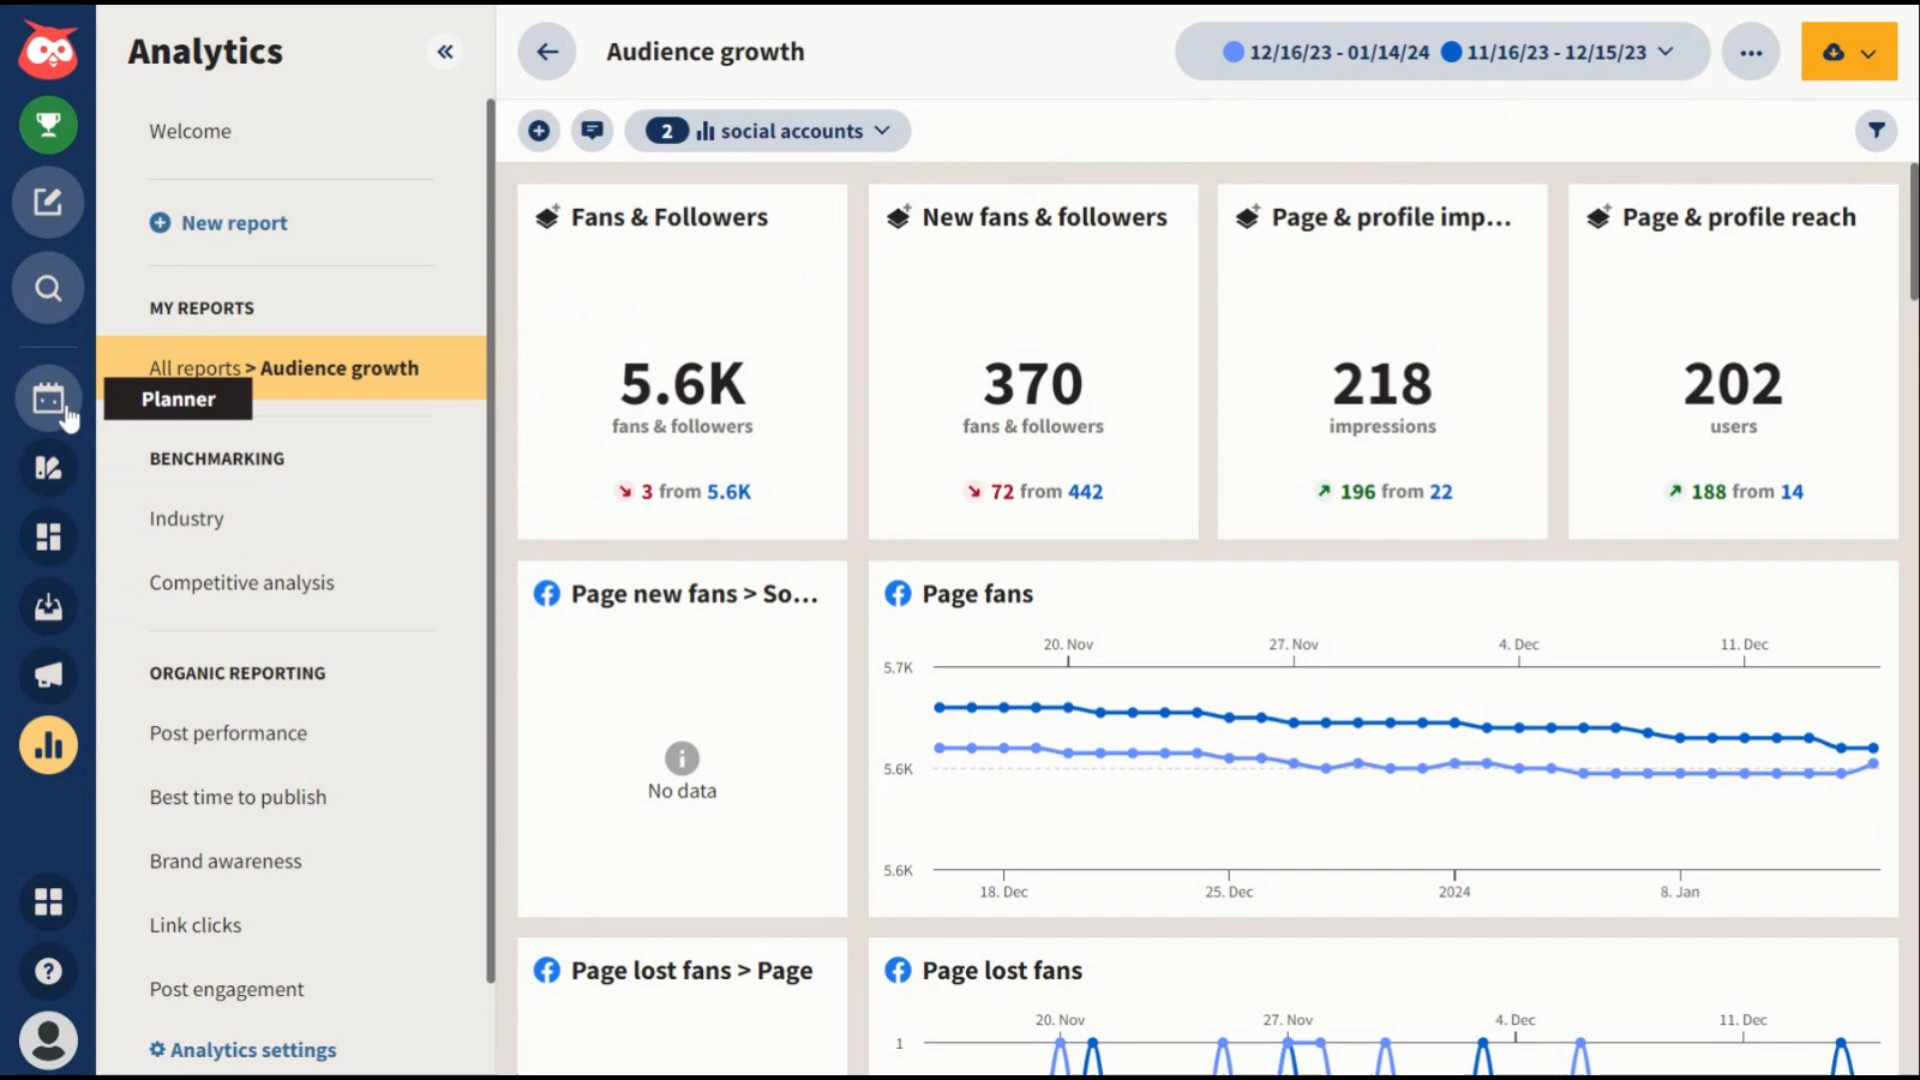 Analytics
Welcome
New report
MY REPORTS
All reports > Audience growth
Planner
BENCHMARKING
Industry
Competitive analysis
ORGANIC REPORTING
Post performance
Best time to publish
Brand awareness
Link clicks
Post engagement
Analytics settings
Audience growth
12/16/23 - 01/14/24 11/16/23 - 12/15/23
2 social accounts
Fans & Followers
5.6K
fans & followers
3 from 5.6K
New fans & followers
370
fans & followers
72 from 442
Page & profile imp...
218
impressions
196 from 22
Page & profile reach
202
users
188 from 14
Page new fans > So...
No data
Page fans
20. Nov 27. Nov 4. Dec 11. Dec
5.7K
5.6K
5.6K
18. Dec 25. Dec 2024 8. Jan
Page lost fans > Page
Page lost fans
20. Nov 27. Nov 4. Dec 11. Dec
1